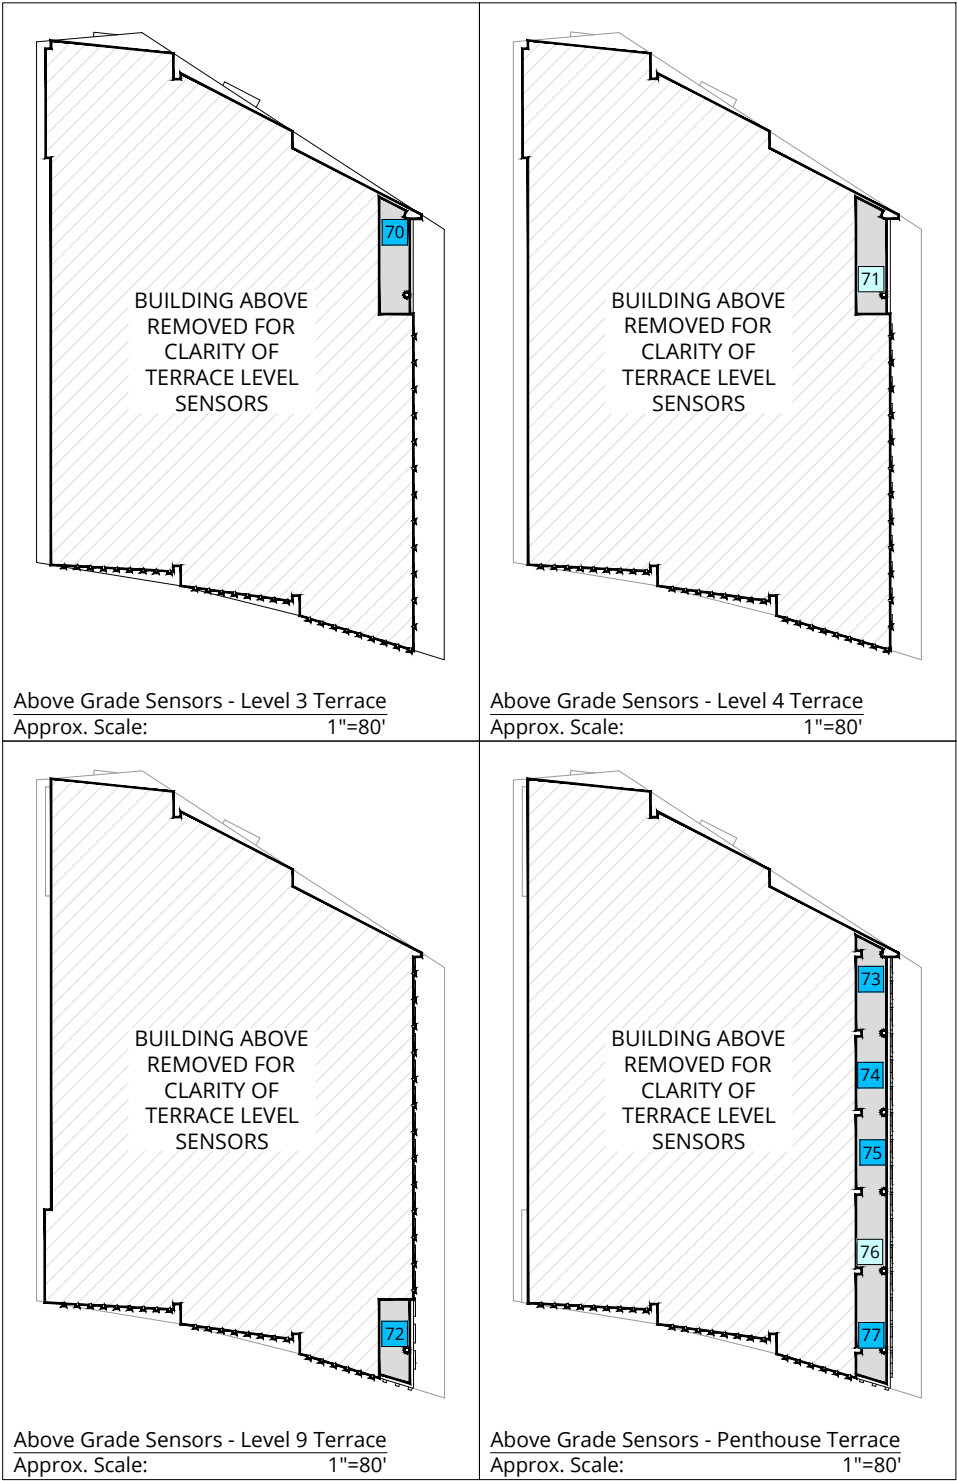 70
BUILDING ABOVE
REMOVED FOR
CLARITY OF
TERRACE LEVEL
SENSORS
Above Grade Sensors - Level 3 Terrace
Approx. Scale: 1"=80'
71
BUILDING ABOVE
REMOVED FOR
CLARITY OF
TERRACE LEVEL
SENSORS
Above Grade Sensors - Level 4 Terrace
Approx. Scale: 1"=80'
BUILDING ABOVE
REMOVED FOR
CLARITY OF
TERRACE LEVEL
SENSORS
72
Above Grade Sensors - Level 9 Terrace
Approx. Scale: 1"=80'
73
BUILDING ABOVE
REMOVED FOR
CLARITY OF
TERRACE LEVEL
SENSORS
74
75
76
77
Above Grade Sensors - Penthouse Terrace
Approx. Scale: 1"=80'